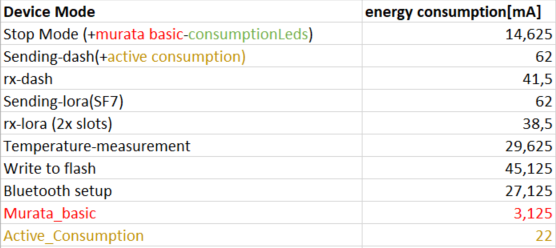 Device Mode energy consumption[mA]
Stop Mode (+murata basic-consumptionLeds) 14,625
Sending-dash(+active consumption) 62
rx-dash 41,5
Sending-lora(SF7) 62
rx-lora (2x slots) 38,5
Temperature-measurement 29,625
Write to flash 45,125
Bluetooth setup 27,125
Murata_basic 3,125
Active_Consumption 22